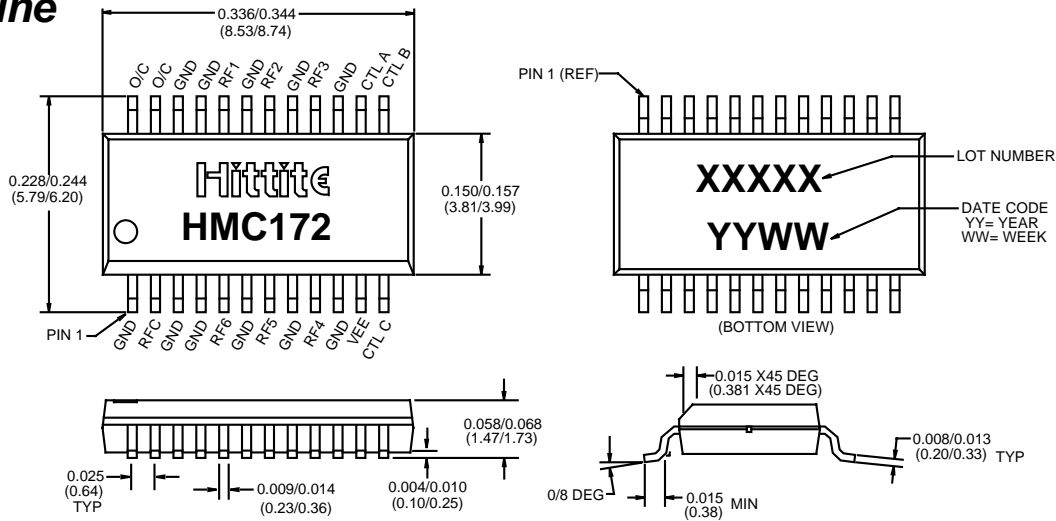 ine
0.336/0.344
(8.53/8.74)
O/C
O/C
GND
GND
RF1
GND
RF2
GND
RF3
GND
CTL A
CTL B
0.228/0.244
(5.79/6.20)
Hittite
HMC172
0.150/0.157
(3.81/3.99)
PIN 1
GND
RFC
GND
GND
RF6
GND
RF5
GND
RF4
GND
VEE
CTL C
PIN 1 (REF)
XXXXX
LOT NUMBER
YYWW
DATE CODE
YY= YEAR
WW= WEEK
(BOTTOM VIEW)
0.025
(0.64)
TYP
0.009/0.014
(0.23/0.36)
0.004/0.010
(0.10/0.25)
0.058/0.068
(1.47/1.73)
0.015 X45 DEG
(0.381 X45 DEG)
0/8 DEG
0.015
(0.38)
MIN
0.008/0.013
(0.20/0.33)
TYP